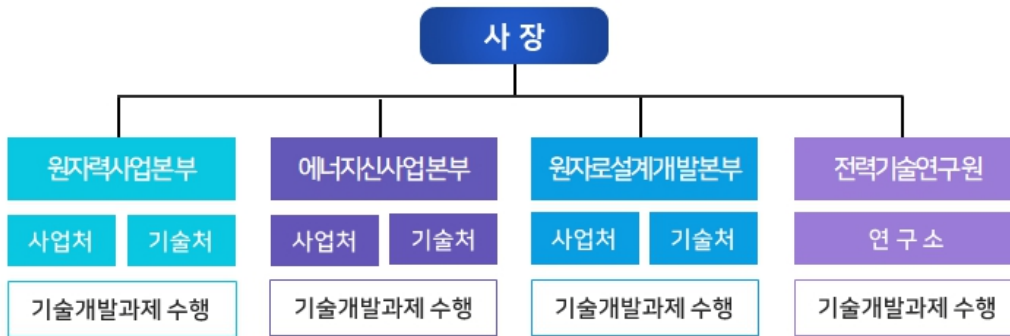 사 장
원자력사업본부 에너지신사업본부 원자로설계개발본부 전력기술연구원
사업처 기술처 사업처 기술처 사업처 기술처 연 구 소
기술개발과제 수행 기술개발과제 수행 기술개발과제 수행 기술개발과제 수행